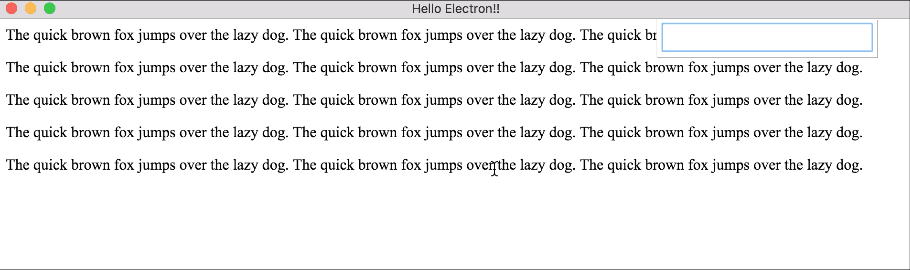 Hello Electron!!
The quick brown fox jumps over the lazy dog. The quick brown fox jumps over the lazy dog. The quick br
The quick brown fox jumps over the lazy dog. The quick brown fox jumps over the lazy dog. The quick brown fox jumps over the lazy dog.
The quick brown fox jumps over the lazy dog. The quick brown fox jumps over the lazy dog. The quick brown fox jumps over the lazy dog.
The quick brown fox jumps over the lazy dog. The quick brown fox jumps over the lazy dog. The quick brown fox jumps over the lazy dog.
The quick brown fox jumps over the lazy dog. The quick brown fox jumps over the lazy dog. The quick brown fox jumps over the lazy dog.